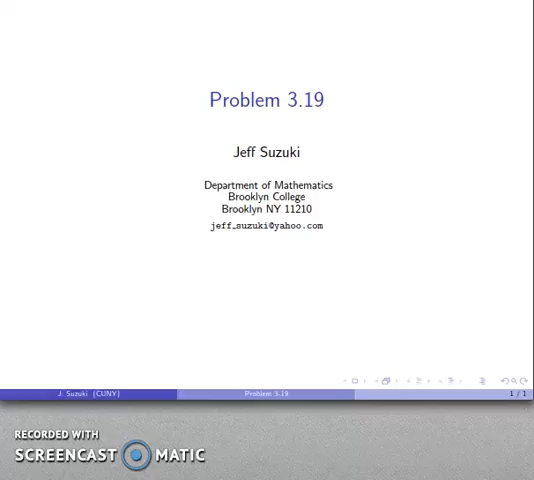 Problem 3.19
Jeff Suzuki
Department of Mathematics
Brooklyn College
Brooklyn NY 11210
jeff_suzuki@yahoo.com
J. Suzuki (CUNY)
Problem 3.19
1 / 1
RECORDED WITH
SCREENCAST MATIC